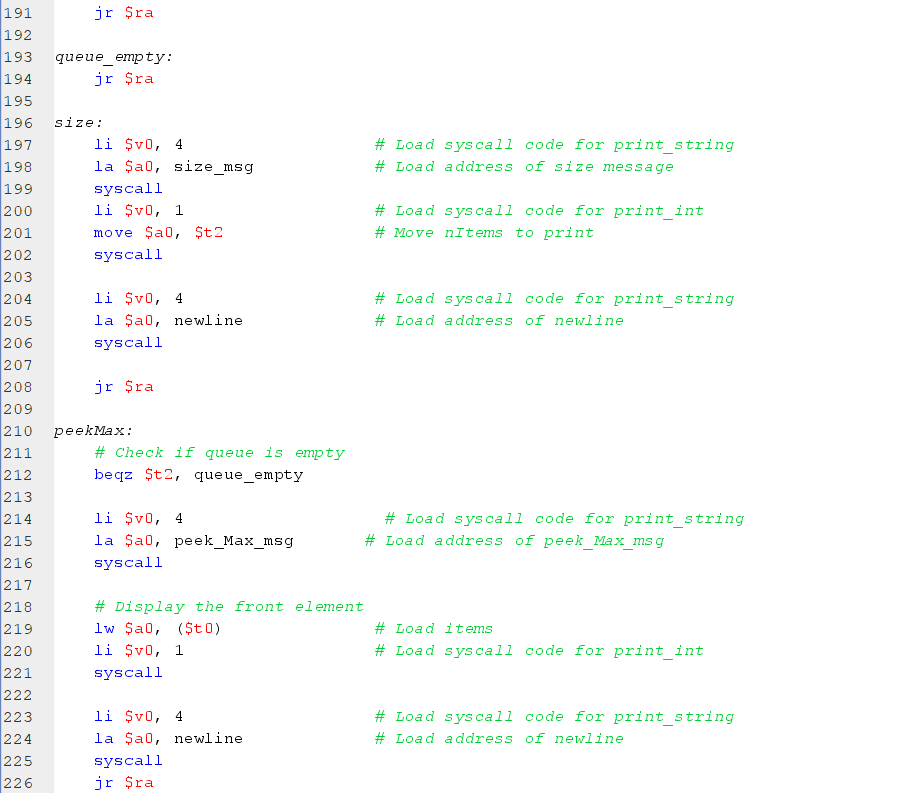 191 jr $ra
192
193 queue_empty:
194 jr $ra
195
196 size:
197 li $v0, 4 # Load syscall code for print_string
198 la $a0, size_msg # Load address of size message
199 syscall
200 li $v0, 1 # Load syscall code for print_int
201 move $a0, $t2 # Move nItems to print
202 syscall
203
204 li $v0, 4 # Load syscall code for print_string
205 la $a0, newline # Load address of newline
206 syscall
207
208 jr $ra
209
210 peekMax:
211 # Check if queue is empty
212 beqz $t2, queue_empty
213
214 li $v0, 4 # Load syscall code for print_string
215 la $a0, peek_Max_msg # Load address of peek_Max_msg
216 syscall
217
218 # Display the front element
219 lw $a0, ($t0) # Load items
220 li $v0, 1 # Load syscall code for print_int
221 syscall
222
223 li $v0, 4 # Load syscall code for print_string
224 la $a0, newline # Load address of newline
225 syscall
226 jr $ra